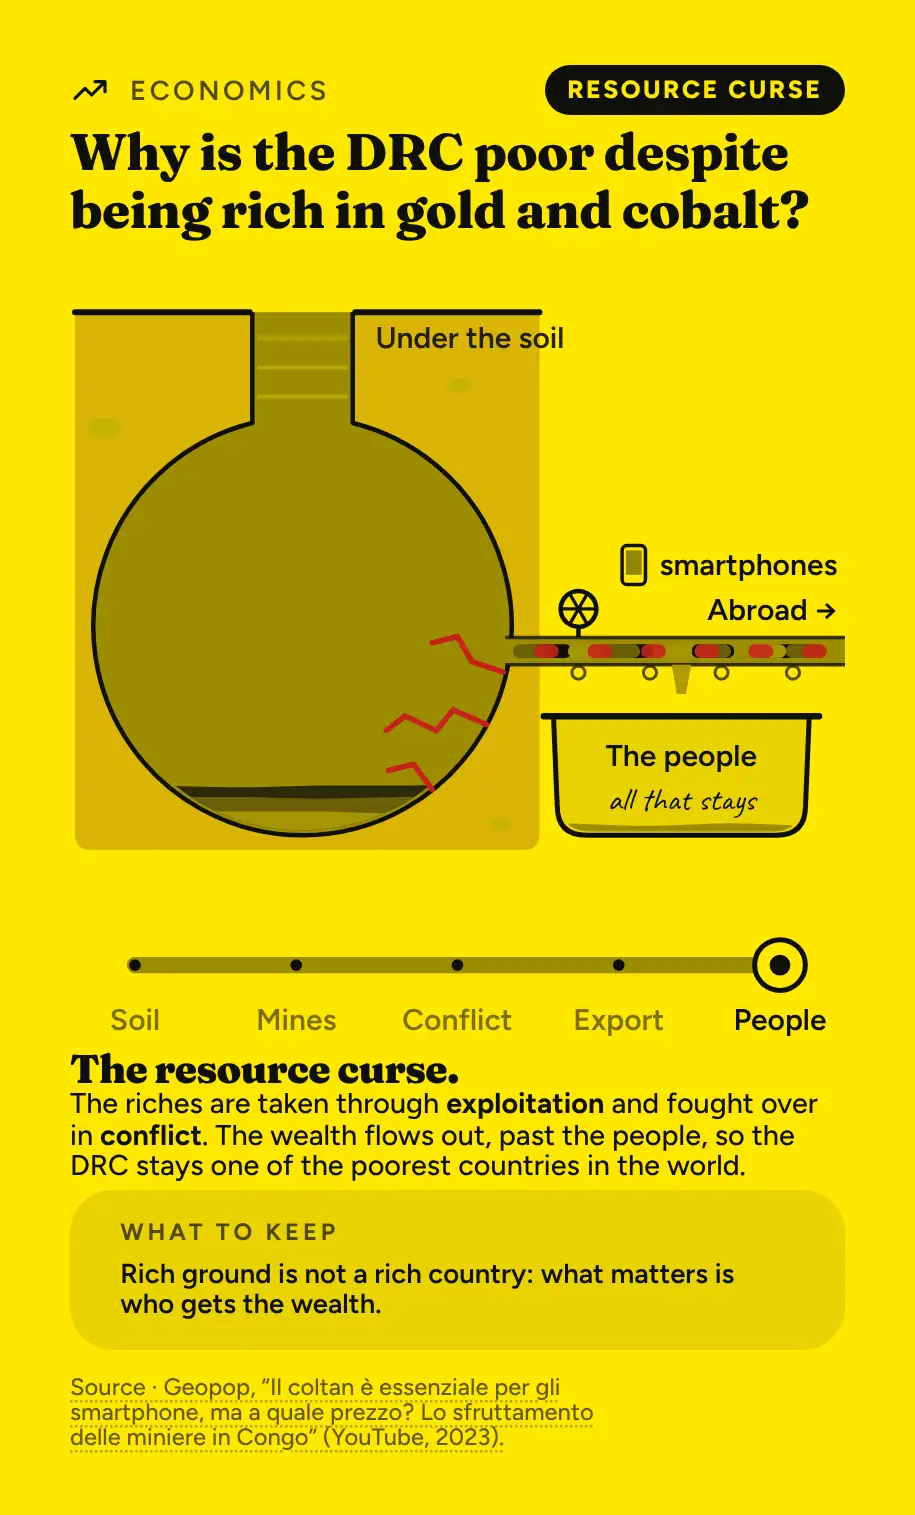 ECONOMICS
RESOURCE CURSE
Why is the DRC poor despite
being rich in gold and cobalt?
Under the soil
smartphones
Abroad →
The people
all that stays
Soil
Mines
Conflict
Export
People
The resource curse.
The riches are taken through exploitation and fought over
in conflict. The wealth flows out, past the people, so the
DRC stays one of the poorest countries in the world.
WHAT TO KEEP
Rich ground is not a rich country: what matters is
who gets the wealth.
Source · Geopop, “Il coltan è essenziale per gli
smartphone, ma a quale prezzo? Lo sfruttamento
delle miniere in Congo” (YouTube, 2023).